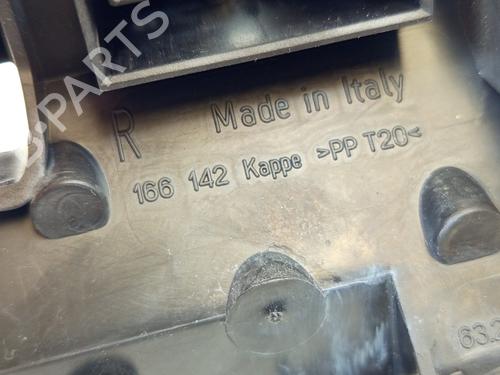 B-PARTS
R Made in Italy
166 142 Kappe >PP T20<
63.2